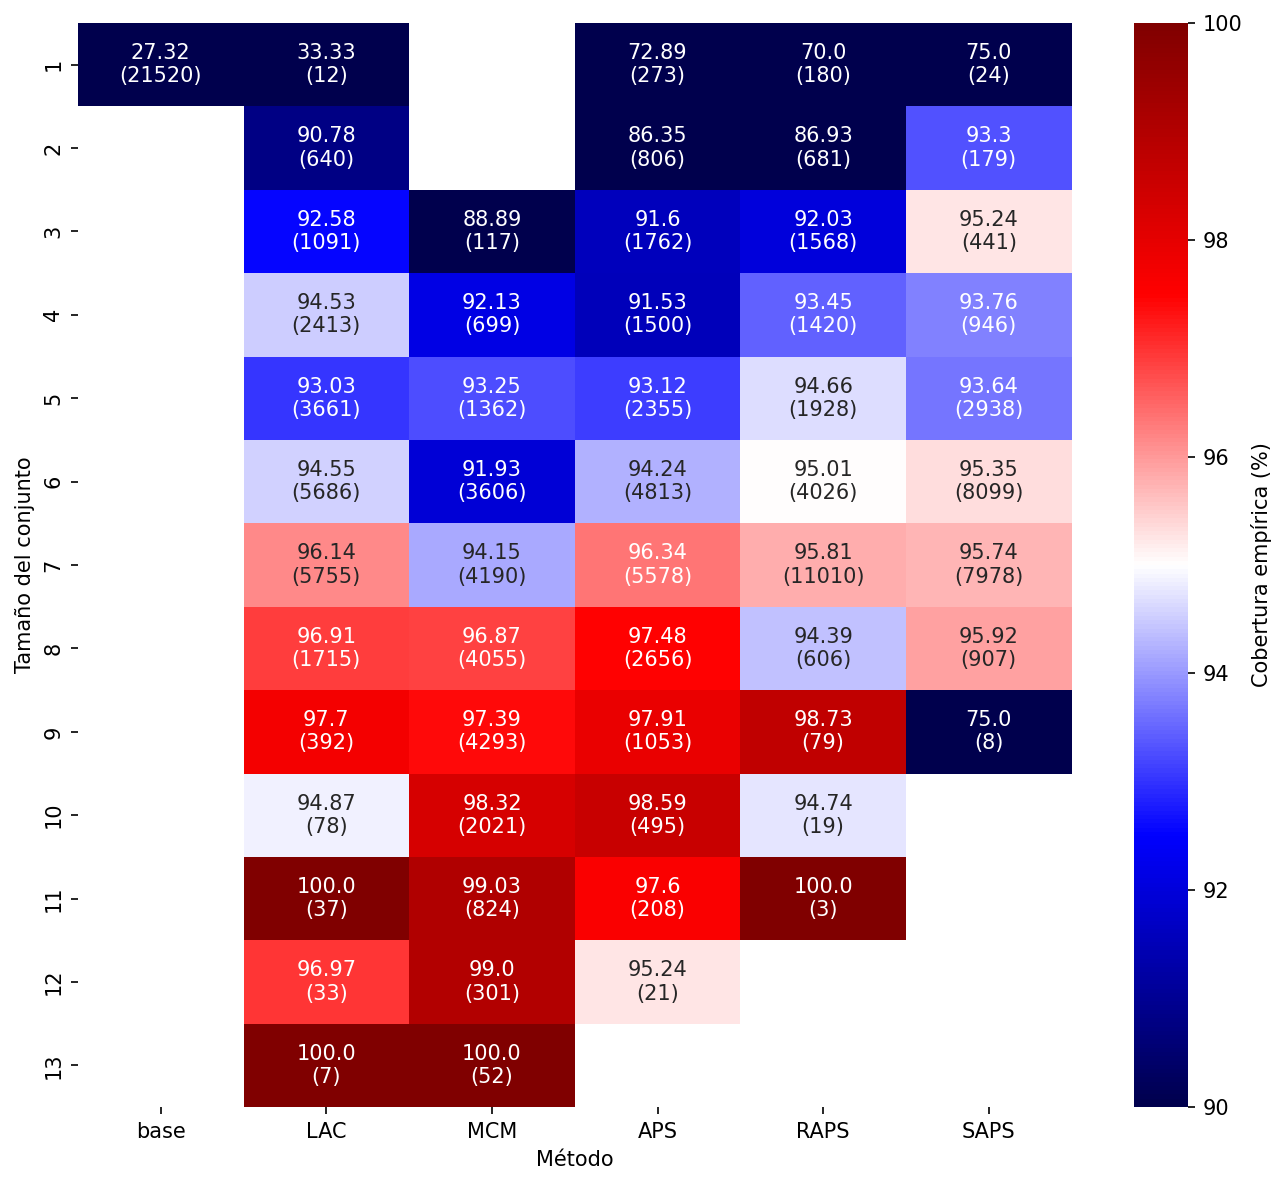 1 27.32 33.33 72.89 70.0 75.0
(21520) (12) (273) (180) (24)
2 90.78 86.35 86.93 93.3
(640) (806) (681) (179)
3 92.58 88.89 91.6 92.03 95.24
(1091) (117) (1762) (1568) (441)
4 94.53 92.13 91.53 93.45 93.76
(2413) (699) (1500) (1420) (946)
5 93.03 93.25 93.12 94.66 93.64
(3661) (1362) (2355) (1928) (2938)
6 94.55 91.93 94.24 95.01 95.35
(5686) (3606) (4813) (4026) (8099)
7 96.14 94.15 96.34 95.81 95.74
(5755) (4190) (5578) (11010) (7978)
8 96.91 96.87 97.48 94.39 95.92
(1715) (4055) (2656) (606) (907)
9 97.7 97.39 97.91 98.73 75.0
(392) (4293) (1053) (79) (8)
10 94.87 98.32 98.59 94.74
(78) (2021) (495) (19)
11 100.0 99.03 97.6 100.0
(37) (824) (208) (3)
12 96.97 99.0 95.24
(33) (301) (21)
13 100.0 100.0
(7) (52)
base LAC MCM APS RAPS SAPS
Método
Tamaño del conjunto
100
98
96
94
92
90
Cobertura empírica (%)